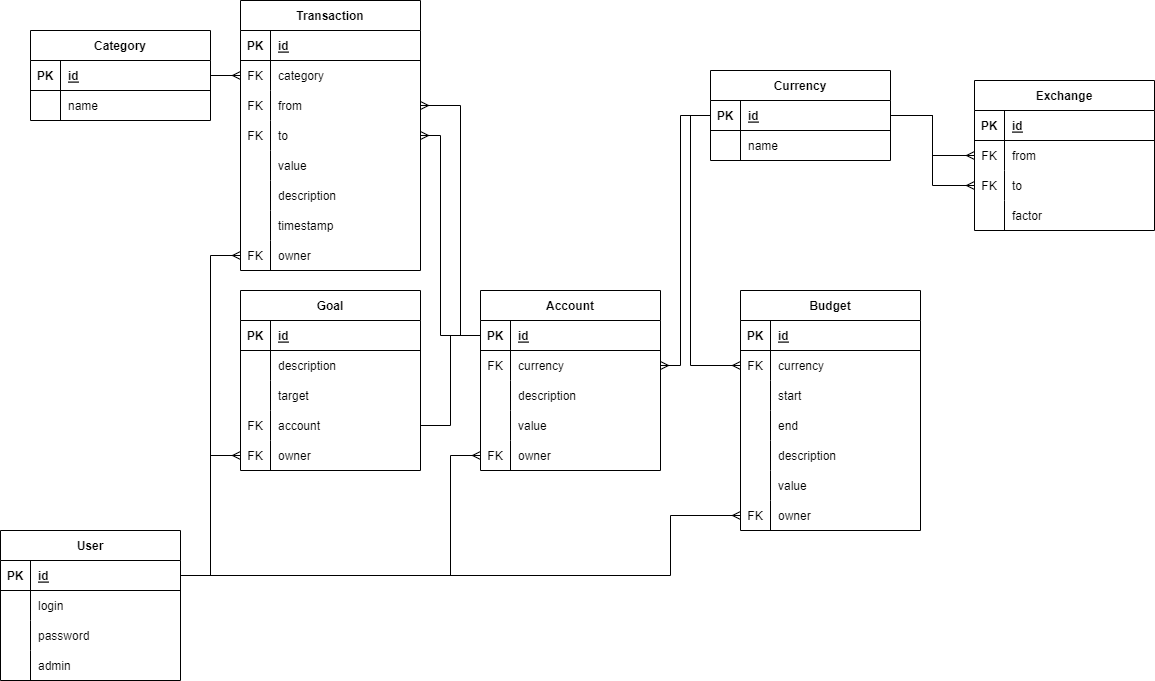 Transaction
PK id
FK category
FK from
FK to
value
description
timestamp
FK owner
Category
PK id
name
Currency
PK id
name
Exchange
PK id
FK from
FK to
factor
Goal
PK id
description
target
FK account
FK owner
Account
PK id
FK currency
description
value
FK owner
Budget
PK id
FK currency
start
end
description
value
FK owner
User
PK id
login
password
admin